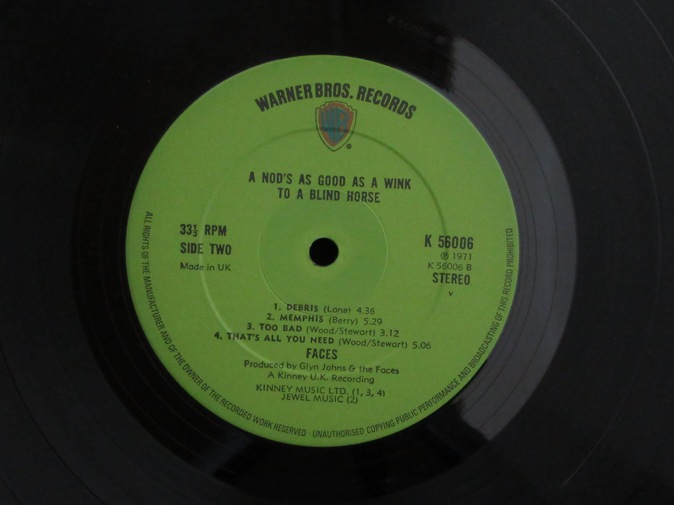 WARNER BROS. RECORDS
A NOD'S AS GOOD AS A WINK
TO A BLIND HORSE
33⅓ RPM
SIDE TWO
Made in UK
K 56006
℗ 1971
K 56006 B
STEREO
v
1. DEBRIS (Lane) 4.36
2. MEMPHIS (Berry) 5.29
3. TOO BAD (Wood/Stewart) 3.12
4. THAT'S ALL YOU NEED (Wood/Stewart) 5.06
FACES
Produced by Glyn Johns & the Faces
A Kinney U.K. Recording
KINNEY MUSIC LTD. (1, 3, 4)
JEWEL MUSIC (2)
ALL RIGHTS OF THE MANUFACTURER AND OF THE OWNER OF THE RECORDED WORK RESERVED · UNAUTHORISED COPYING PUBLIC PERFORMANCE AND BROADCASTING OF THIS RECORD PROHIBITED